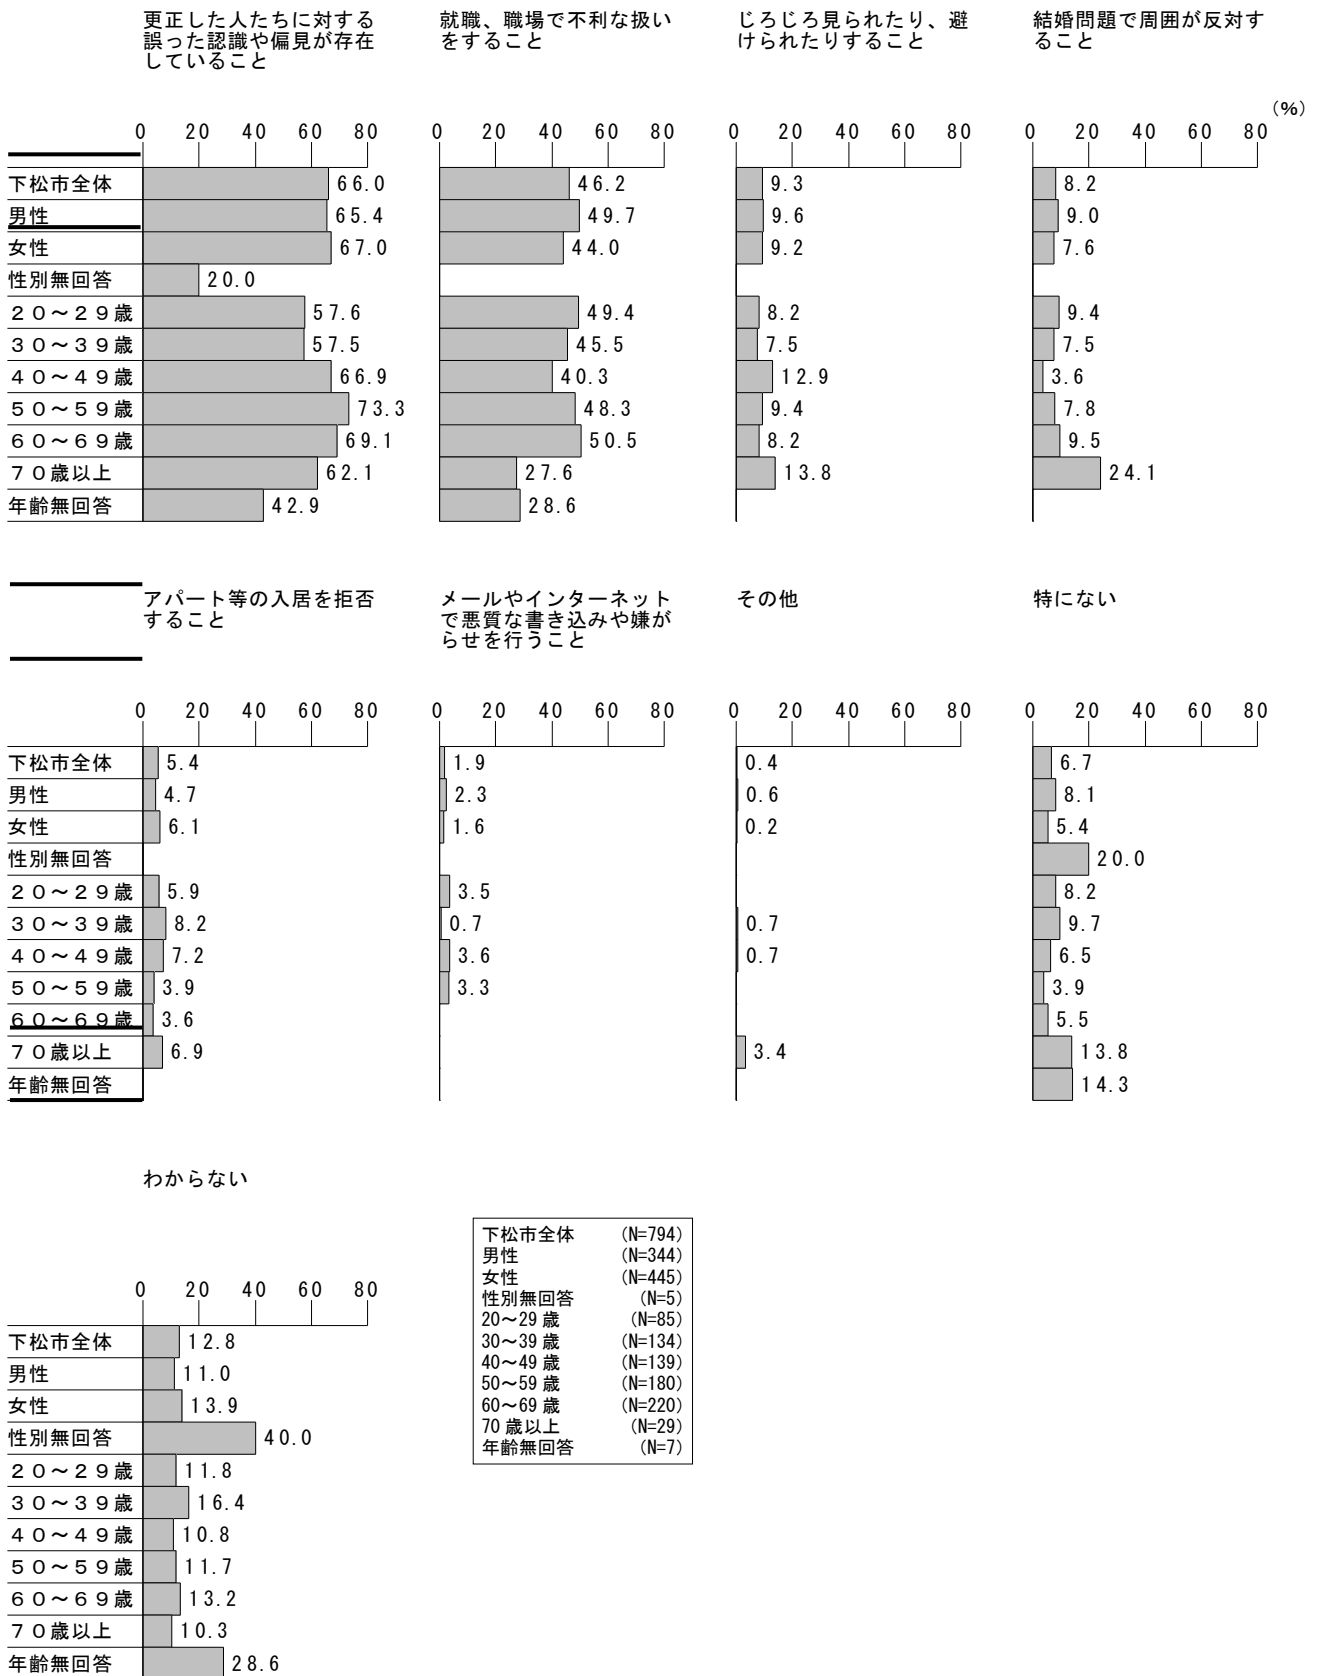 更正した人たちに対する
誤った認識や偏見が存在
していること
就職、職場で不利な扱い
をすること
じろじろ見られたり、避
けられたりすること
結婚問題で周囲が反対す
ること
(%)
0 20 40 60 80 0 20 40 60 80 0 20 40 60 80 0 20 40 60 80
下松市全体 66.0 46.2 9.3 8.2
男性 65.4 49.7 9.6 9.0
女性 67.0 44.0 9.2 7.6
性別無回答 20.0
20～29歳 57.6 49.4 8.2 9.4
30～39歳 57.5 45.5 7.5 7.5
40～49歳 66.9 40.3 12.9 3.6
50～59歳 73.3 48.3 9.4 7.8
60～69歳 69.1 50.5 8.2 9.5
70歳以上 62.1 27.6 13.8 24.1
年齢無回答 42.9 28.6
アパート等の入居を拒否
すること
メールやインターネット
で悪質な書き込みや嫌が
らせを行うこと
その他
特にない
0 20 40 60 80 0 20 40 60 80 0 20 40 60 80 0 20 40 60 80
下松市全体 5.4 1.9 0.4 6.7
男性 4.7 2.3 0.6 8.1
女性 6.1 1.6 0.2 5.4
性別無回答 20.0
20～29歳 5.9 3.5 8.2
30～39歳 8.2 0.7 0.7 9.7
40～49歳 7.2 3.6 0.7 6.5
50～59歳 3.9 3.3 3.9
60～69歳 3.6 5.5
70歳以上 6.9 3.4 13.8
年齢無回答 14.3
わからない
0 20 40 60 80
下松市全体 12.8
男性 11.0
女性 13.9
性別無回答 40.0
20～29歳 11.8
30～39歳 16.4
40～49歳 10.8
50～59歳 11.7
60～69歳 13.2
70歳以上 10.3
年齢無回答 28.6
下松市全体 (N=794)
男性 (N=344)
女性 (N=445)
性別無回答 (N=5)
20～29歳 (N=85)
30～39歳 (N=134)
40～49歳 (N=139)
50～59歳 (N=180)
60～69歳 (N=220)
70歳以上 (N=29)
年齢無回答 (N=7)